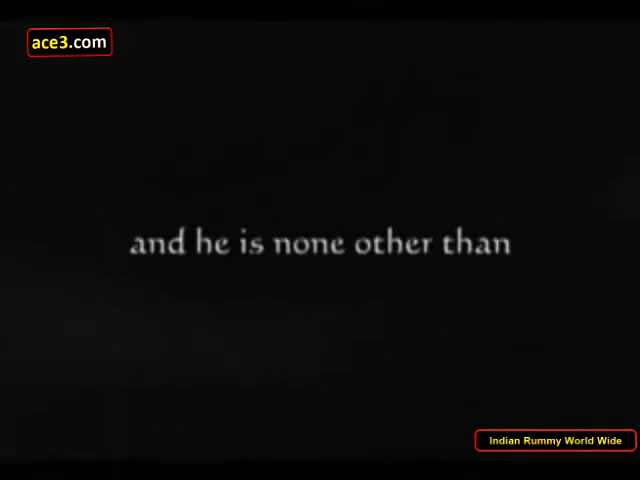 ace3.com
and he is none other than
Indian Rummy World Wide